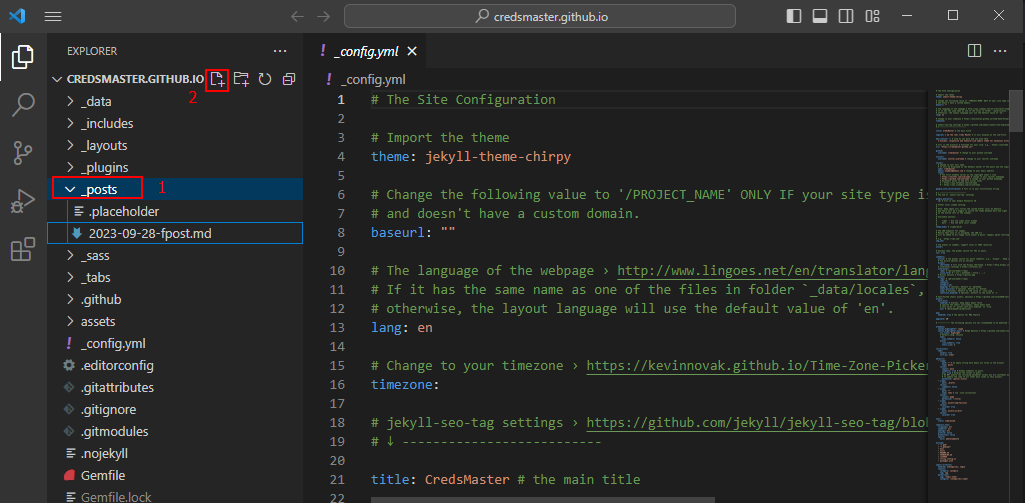 creds​master.github.io
EXPLORER
CREDSMASTER.GITHUB.IO
2
_data
_includes
_layouts
_plugins
_posts
1
.placeholder
2023-09-28-fpost.md
_sass
_tabs
.github
assets
! _config.yml
.editorconfig
.gitattributes
.gitignore
.gitmodules
.nojekyll
Gemfile
Gemfile.lock
! _config.yml
! _config.yml
1 # The Site Configuration
2
3 # Import the theme
4 theme: jekyll-theme-chirpy
5
6 # Change the following value to '/PROJECT_NAME' ONLY IF your site type i
7 # and doesn't have a custom domain.
8 baseurl: ""
9
10 # The language of the webpage › http://www.lingoes.net/en/translator/lang
11 # If it has the same name as one of the files in folder `_data/locales`,
12 # otherwise, the layout language will use the default value of 'en'.
13 lang: en
14
15 # Change to your timezone › https://kevinnovak.github.io/Time-Zone-Picker
16 timezone:
17
18 # jekyll-seo-tag settings › https://github.com/jekyll/jekyll-seo-tag/blo
19 # ↓ --------------------------
20
21 title: CredsMaster # the main title
22